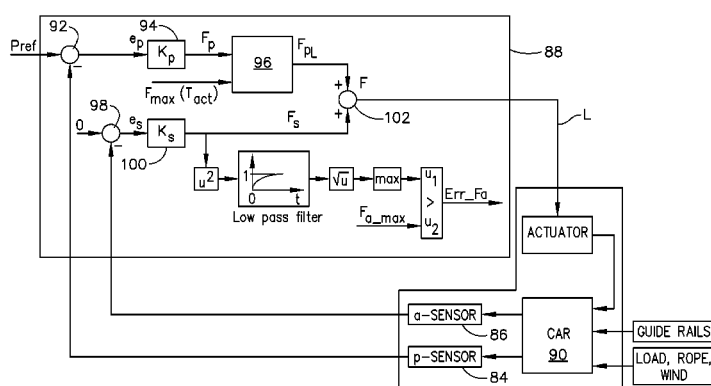 94
92
Pref
e_p
K_p
F_p
96
F_PL
88
F_max (T_act)
F
+
+
102
98
0
e_s
K_s
F_s
100
L
u^2
1
0
t
Low pass filter
√u
max
u_1
>
u_2
Err_Fa
F_a_max
ACTUATOR
a-SENSOR
86
CAR
90
GUIDE RAILS
p-SENSOR
84
LOAD, ROPE,
WIND